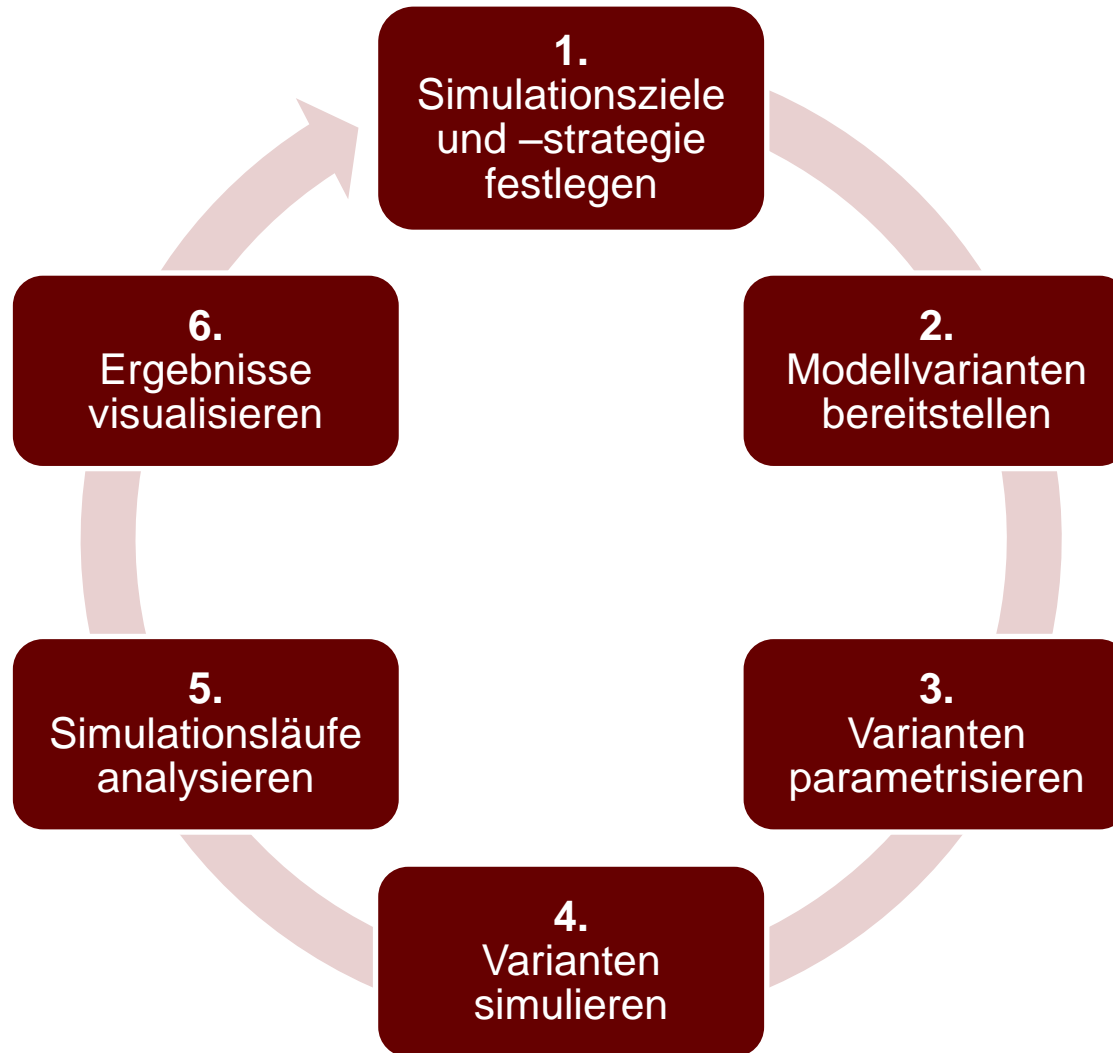 1.
Simulationsziele
und –strategie
festlegen
2.
Modellvarianten
bereitstellen
3.
Varianten
parametrisieren
4.
Varianten
simulieren
5.
Simulationsläufe
analysieren
6.
Ergebnisse
visualisieren